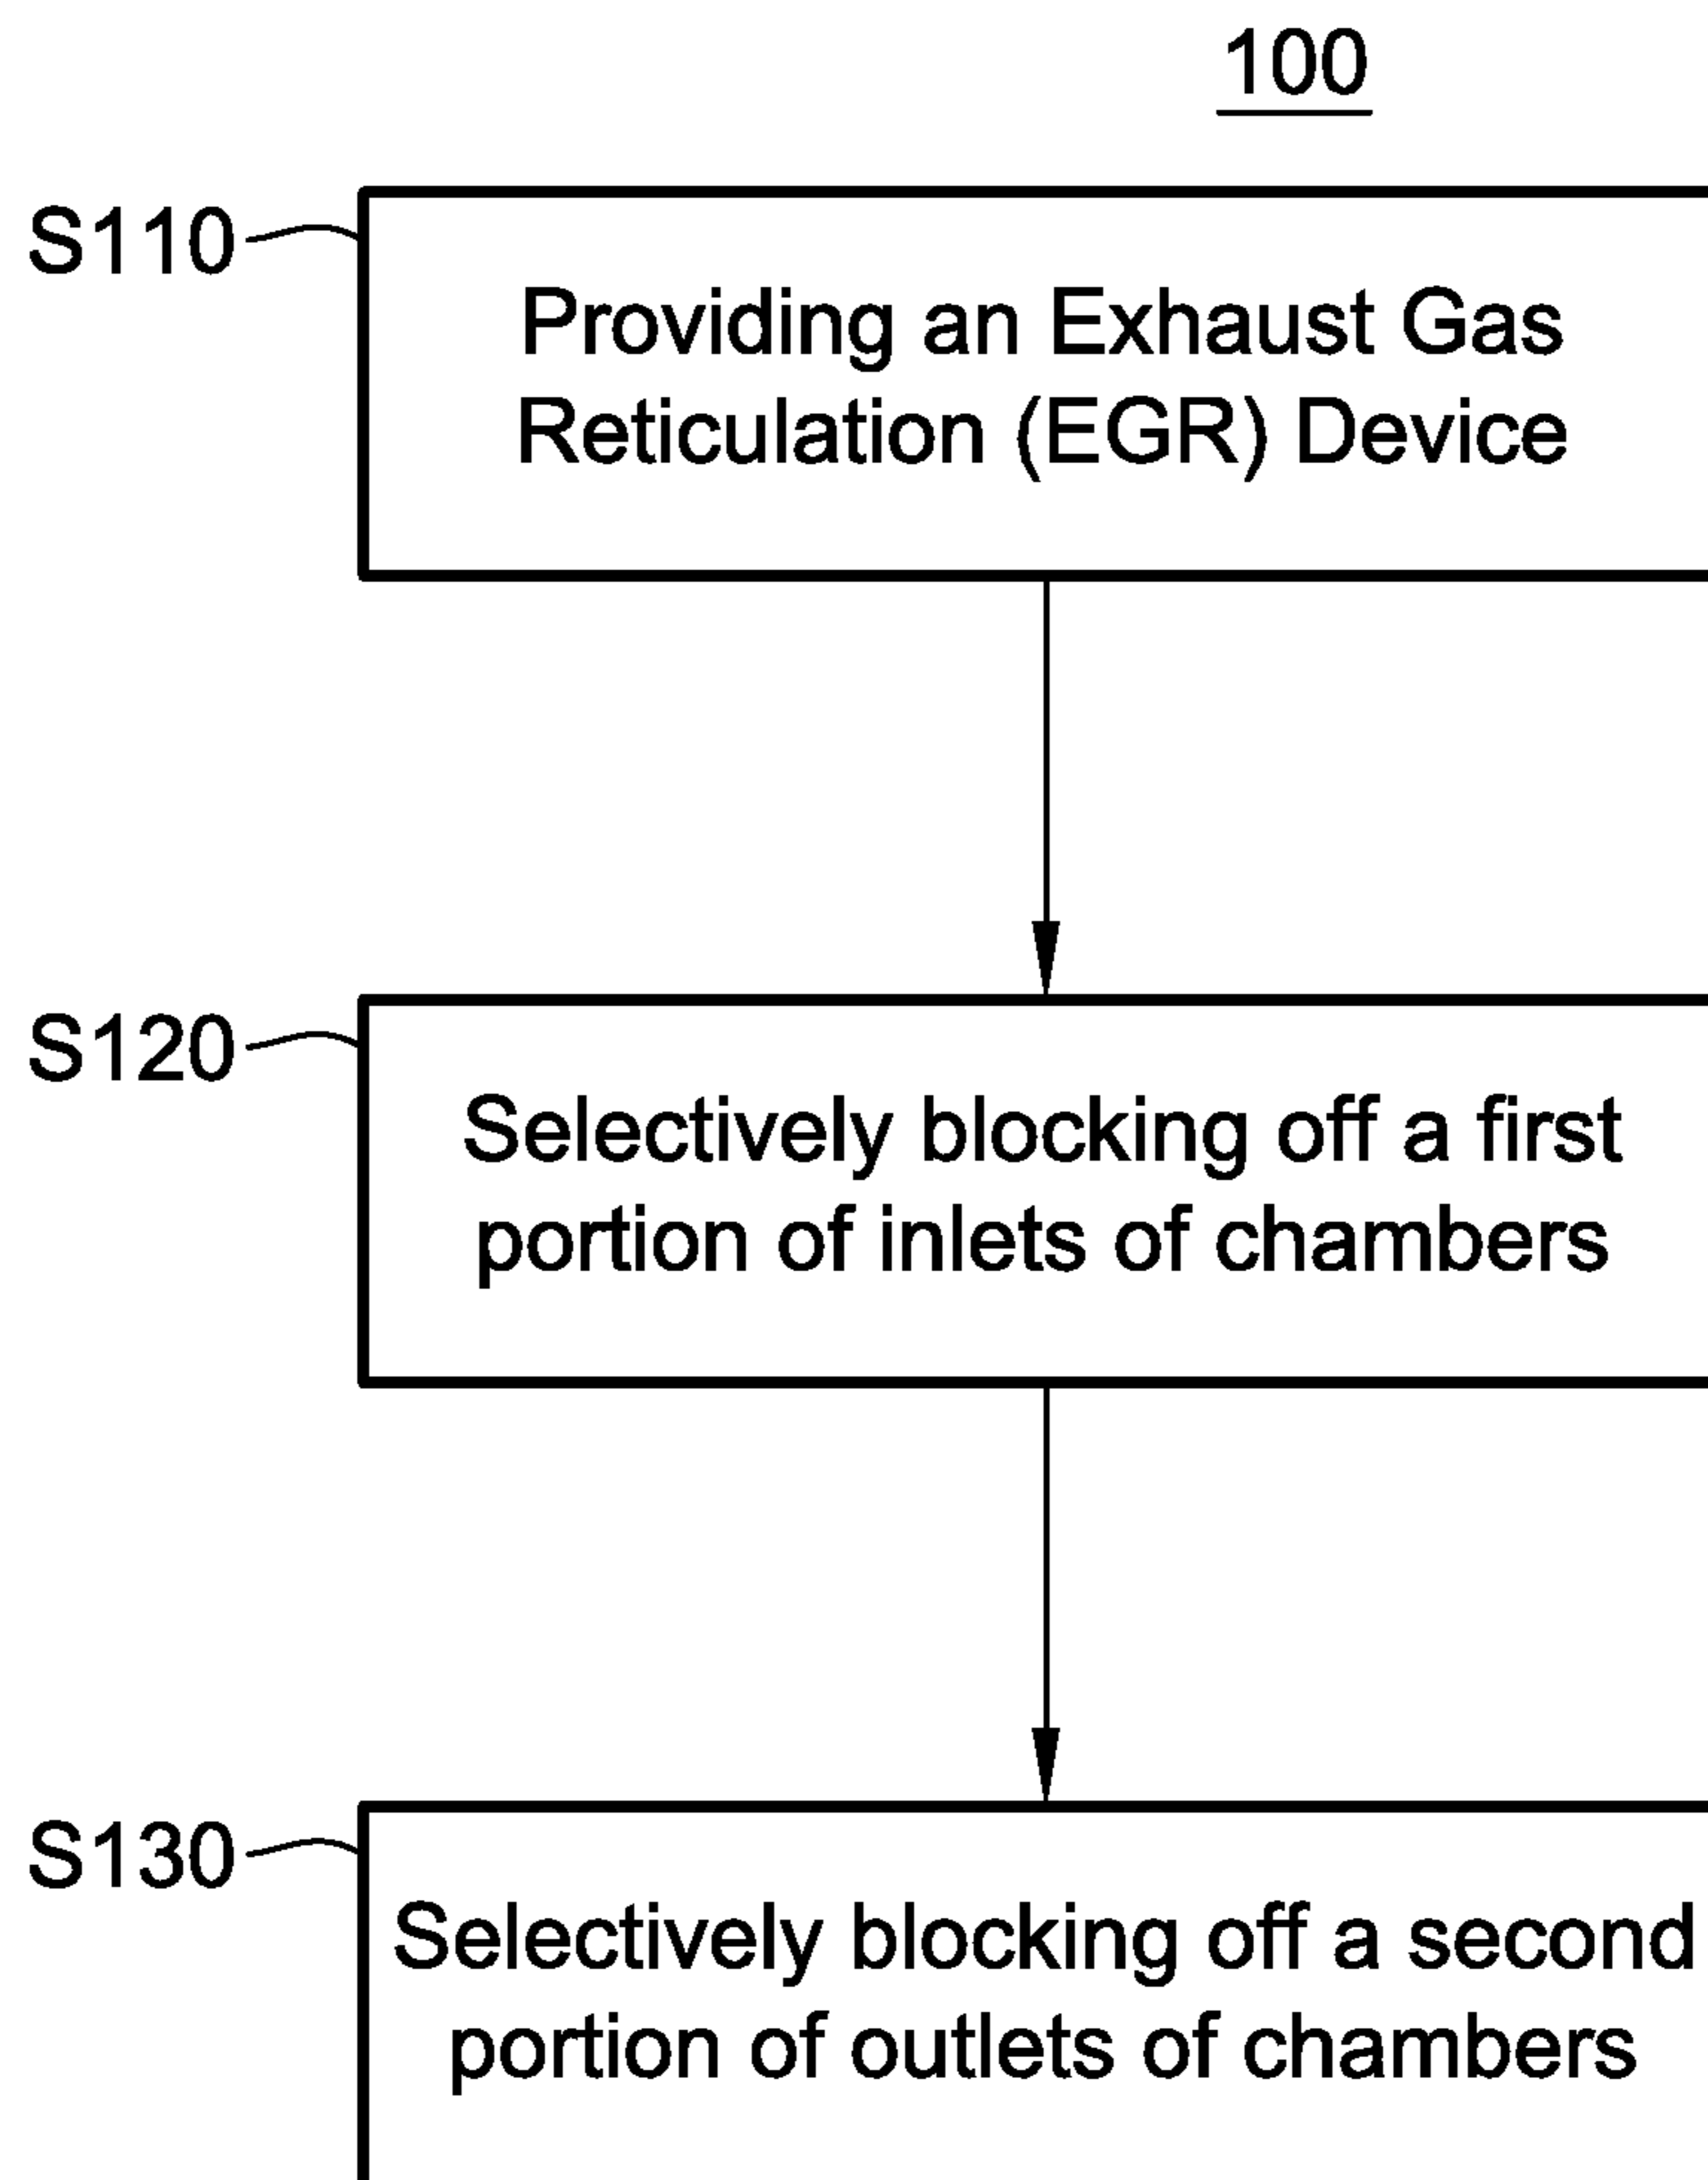 100
S110
Providing an Exhaust Gas
Reticulation (EGR) Device
S120
Selectively blocking off a first
portion of inlets of chambers
S130
Selectively blocking off a second
portion of outlets of chambers